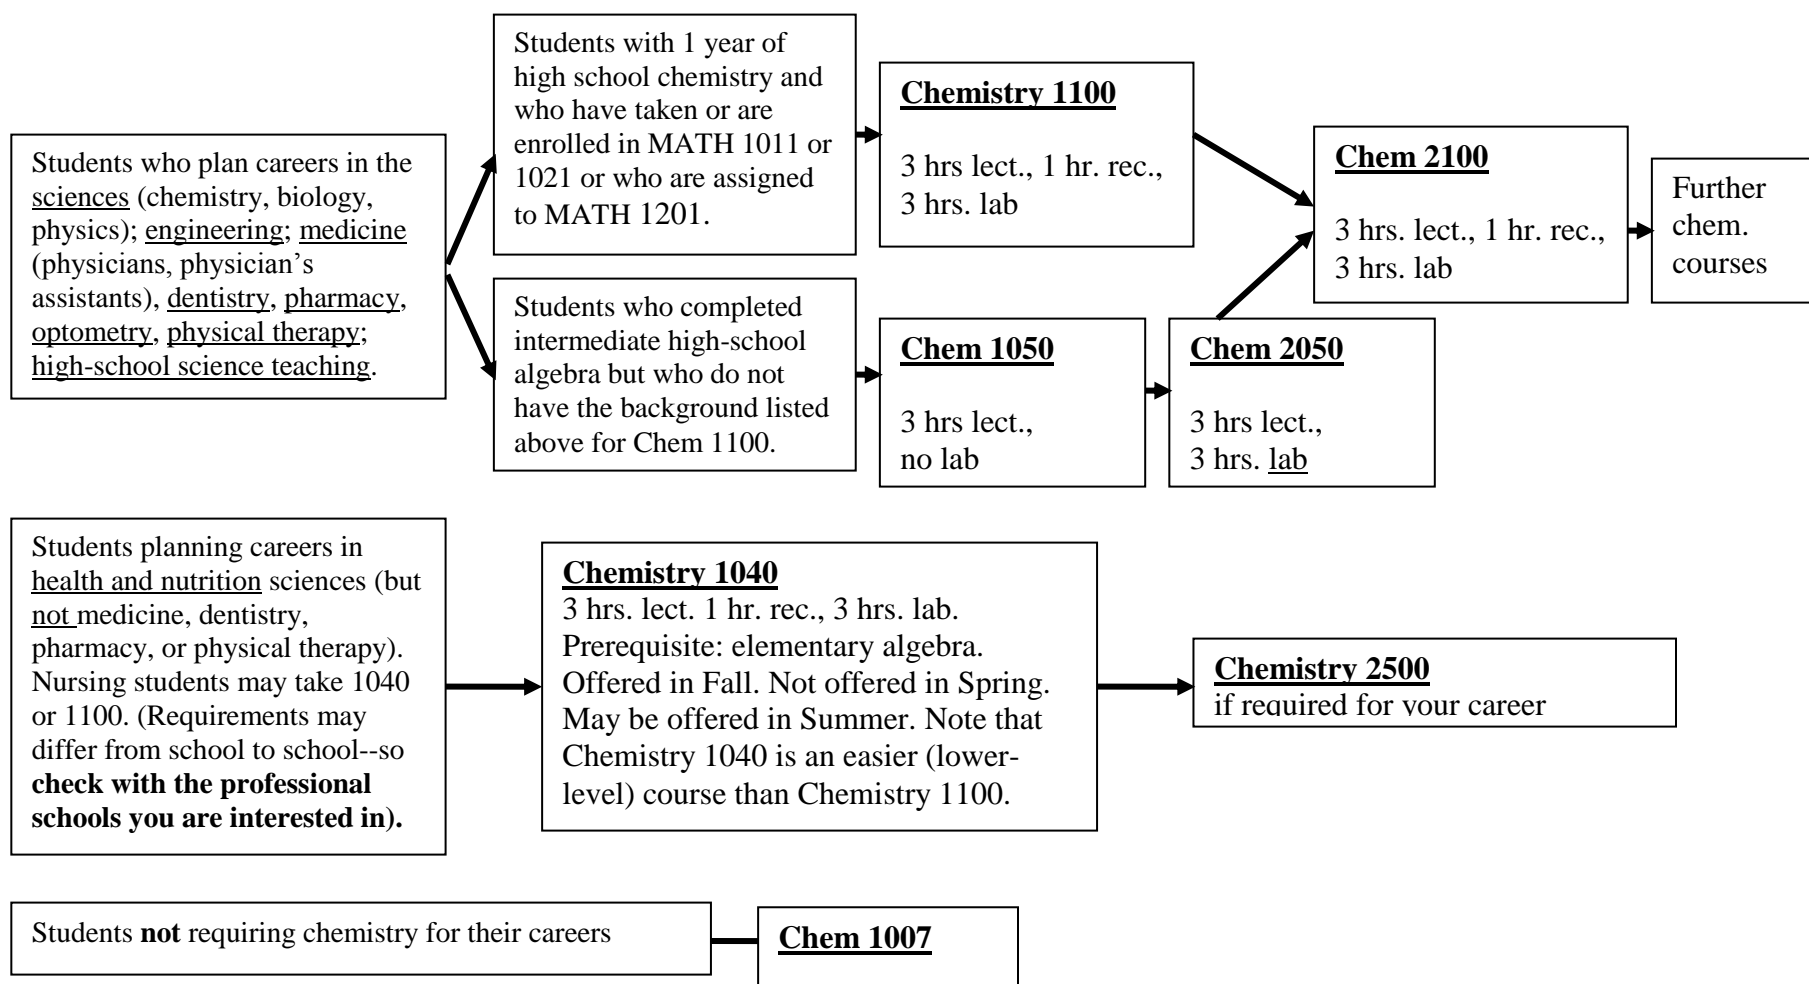 Students who plan careers in the
sciences (chemistry, biology,
physics); engineering; medicine
(physicians, physician’s
assistants), dentistry, pharmacy,
optometry, physical therapy;
high-school science teaching.
Students with 1 year of
high school chemistry and
who have taken or are
enrolled in MATH 1011 or
1021 or who are assigned
to MATH 1201.
Chemistry 1100
3 hrs lect., 1 hr. rec.,
3 hrs. lab
Students who completed
intermediate high-school
algebra but who do not
have the background listed
above for Chem 1100.
Chem 1050
3 hrs lect.,
no lab
Chem 2050
3 hrs lect.,
3 hrs. lab
Chem 2100
3 hrs. lect., 1 hr. rec.,
3 hrs. lab
Further
chem.
courses
Students planning careers in
health and nutrition sciences (but
not medicine, dentistry,
pharmacy, or physical therapy).
Nursing students may take 1040
or 1100. (Requirements may
differ from school to school--so
check with the professional
schools you are interested in).
Chemistry 1040
3 hrs. lect. 1 hr. rec., 3 hrs. lab.
Prerequisite: elementary algebra.
Offered in Fall. Not offered in Spring.
May be offered in Summer. Note that
Chemistry 1040 is an easier (lower-
level) course than Chemistry 1100.
Chemistry 2500
if required for your career
Students not requiring chemistry for their careers
Chem 1007